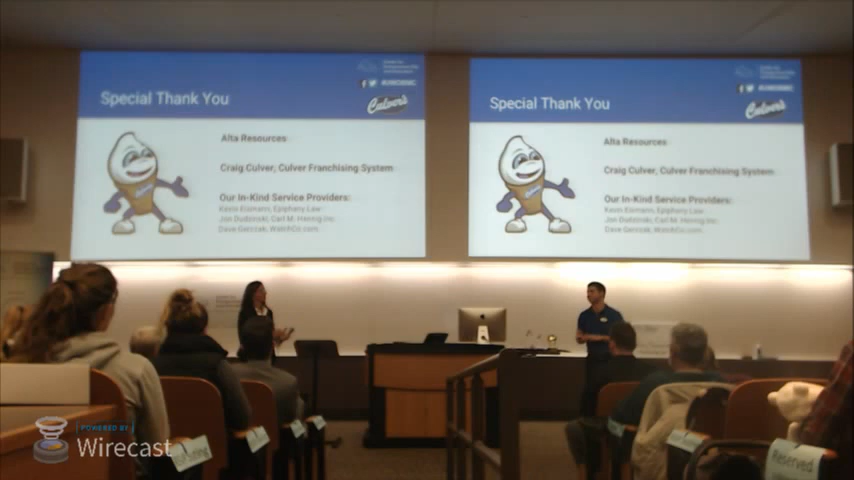 Special Thank You
Culver's
Alta Resources
Craig Culver, Culver Franchising System
Our In-Kind Service Providers:
Kevin Eismann, Epiphany Law
Jon Dudzinski, Carl M. Hennig Inc.
Dave Gerczak, WatchCo.com
Special Thank You
Culver's
Alta Resources
Craig Culver, Culver Franchising System
Our In-Kind Service Providers:
Kevin Eismann, Epiphany Law
Jon Dudzinski, Carl M. Hennig Inc.
Dave Gerczak, WatchCo.com
POWERED BY
Wirecast
Reserved